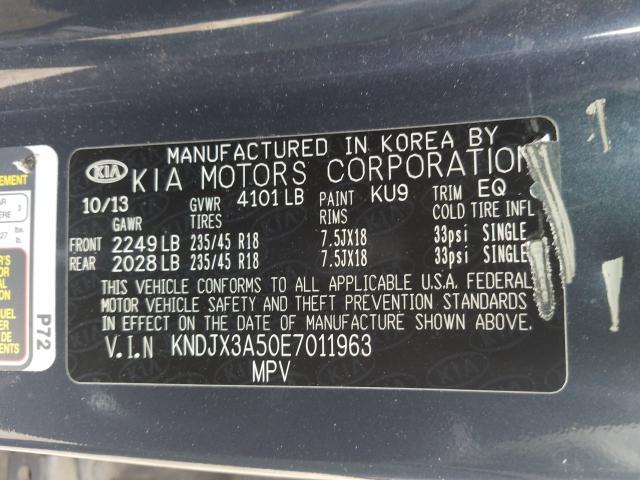 MANUFACTURED IN KOREA BY
KIA KIA MOTORS CORPORATION
10/13 GVWR 4101 LB PAINT KU9 TRIM EQ
GAWR TIRES RIMS COLD TIRE INFL
FRONT 2249 LB 235/45 R18 7.5JX18 33psi SINGLE
REAR 2028 LB 235/45 R18 7.5JX18 33psi SINGLE
THIS VEHICLE CONFORMS TO ALL APPLICABLE U.S.A. FEDERAL
MOTOR VEHICLE SAFETY AND THEFT PREVENTION STANDARDS
IN EFFECT ON THE DATE OF MANUFACTURE SHOWN ABOVE.
V.I.N KNDJX3A50E7011963
MPV
P72